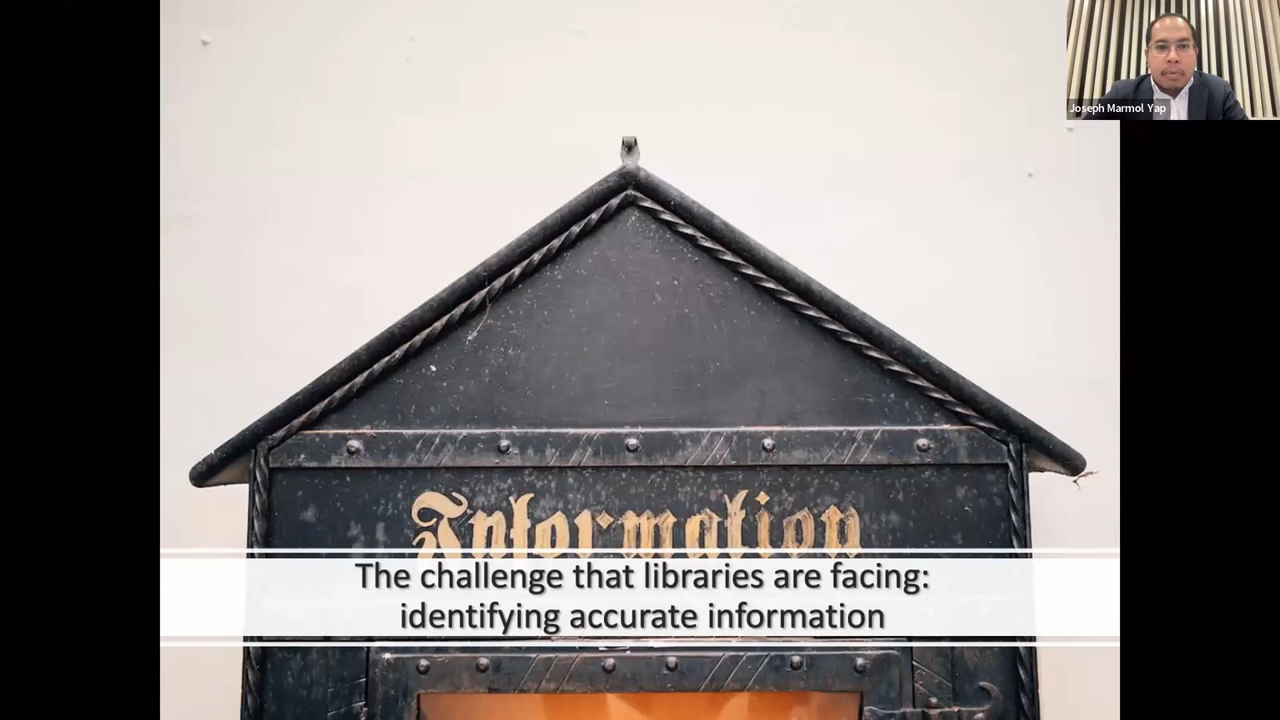 Joseph Marmol Yap
Information
The challenge that libraries are facing:
identifying accurate information